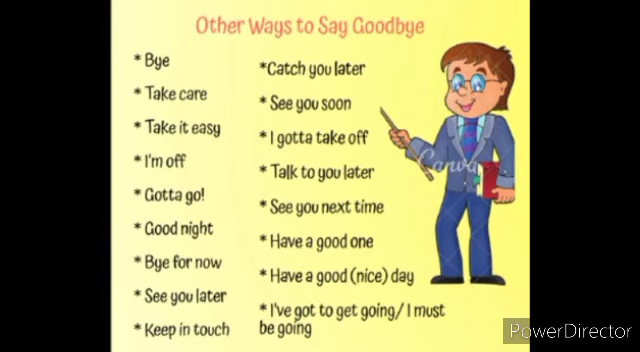 Other Ways to Say Goodbye
* Bye
* Take care
* Take it easy
* I'm off
* Gotta go!
* Good night
* Bye for now
* See you later
* Keep in touch
*Catch you later
* See you soon
* I gotta take off
* Talk to you later
* See you next time
* Have a good one
* Have a good (nice) day
* I've got to get going/ I must
be going
Canva
PowerDirector